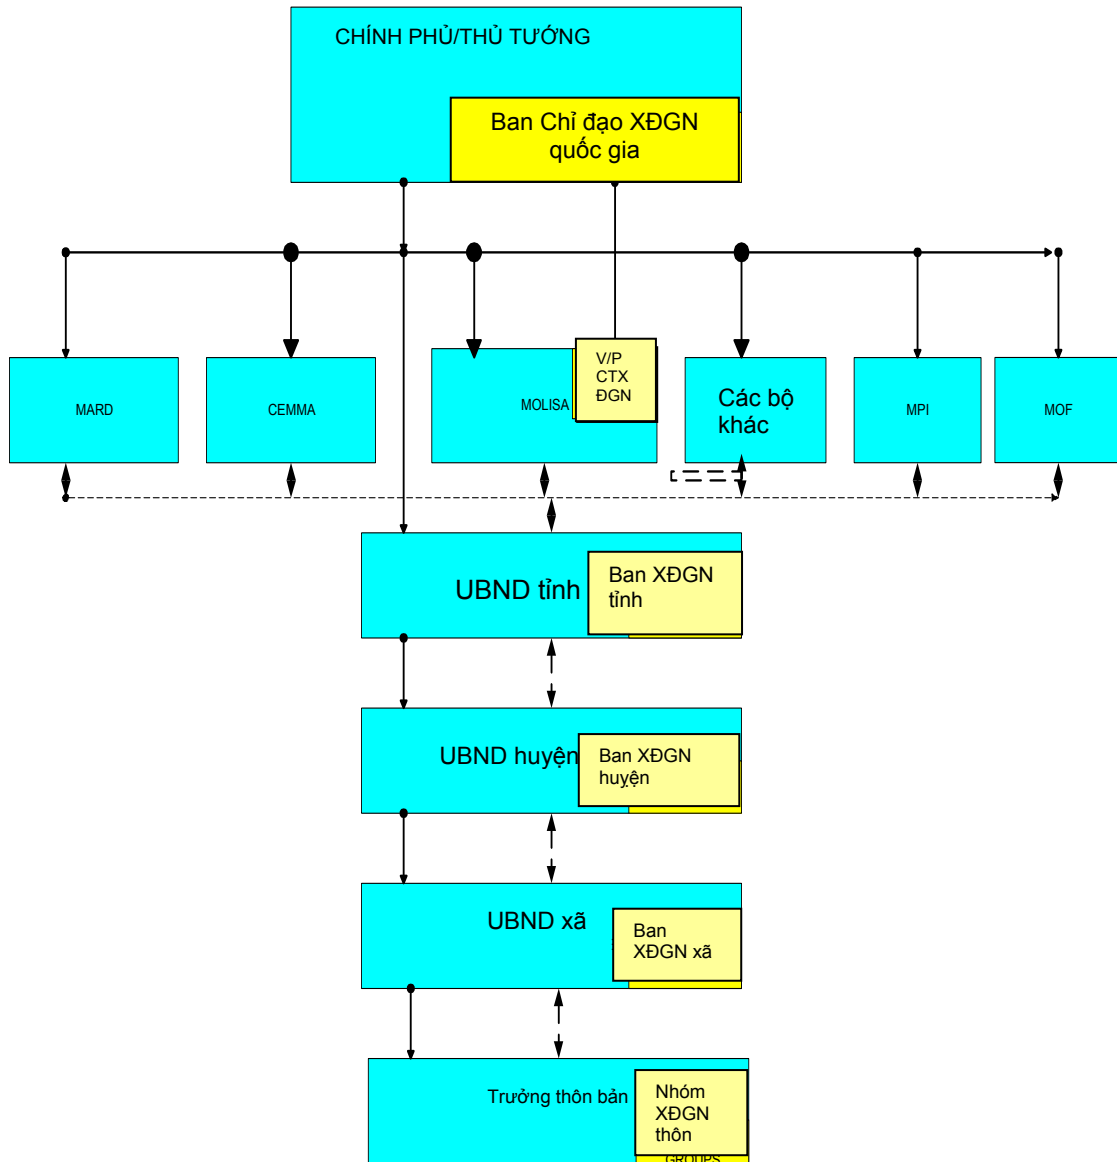 CHÍNH PHỦ/THỦ TƯỚNG
Ban Chỉ đạo XĐGN
quốc gia
MARD
CEMMA
MOLISA
V/P
CTX
ĐGN
Các bộ
khác
MPI
MOF
UBND tỉnh
Ban XĐGN
tỉnh
UBND huyện
Ban XĐGN
huyện
UBND xã
Ban
XĐGN xã
Trưởng thôn bản
Nhóm
XĐGN
thôn
GROUPS